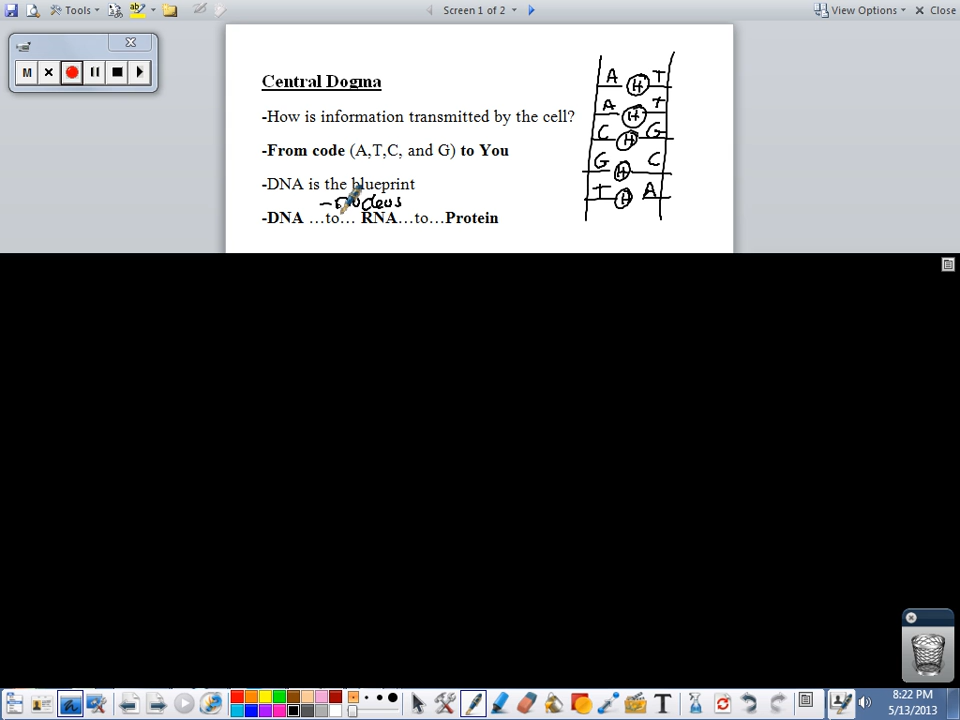 Tools
Screen 1 of 2
View Options
Close
M
Central Dogma
-How is information transmitted by the cell?
-From code (A,T,C, and G) to You
-DNA is the blueprint
-DNA …to… RNA…to…Protein
A H T
A H T
C H G
G H C
T H A
T
8:22 PM
5/13/2013